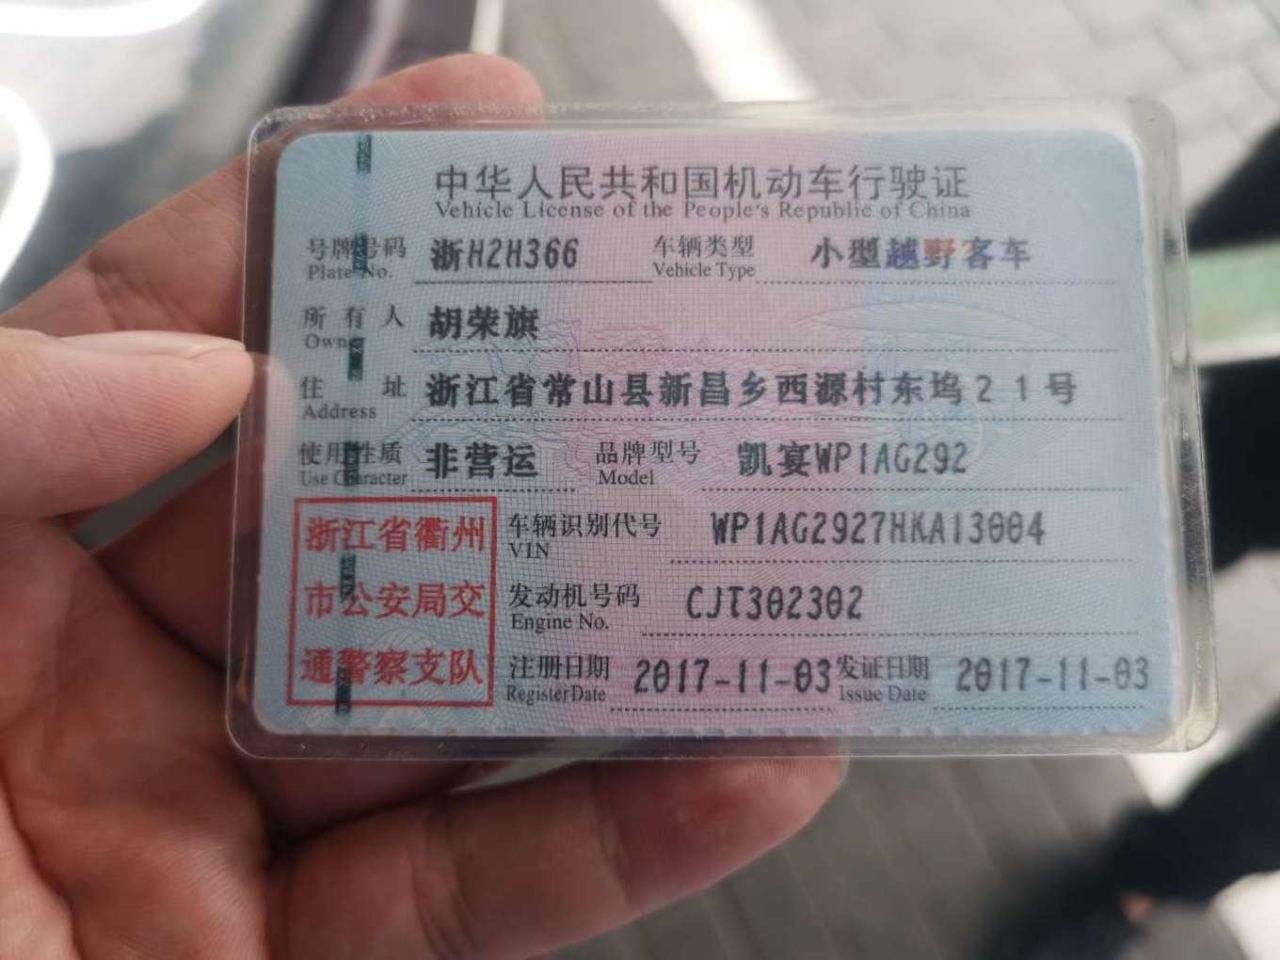 中华人民共和国机动车行驶证
Vehicle License of the People's Republic of China
号牌号码 浙H2H366 车辆类型 小型越野客车
Plate No. Vehicle Type
所有人 胡荣旗
Owner
住址 浙江省常山县新昌乡西源村东坞21号
Address
使用性质 非营运 品牌型号 凯宴WP1AG292
Use Character Model
浙江省衢州
市公安局交
通警察支队
车辆识别代号 WP1AG2927HKA13004
VIN
发动机号码 CJT302302
Engine No.
注册日期 2017-11-03 发证日期 2017-11-03
Register Date Issue Date